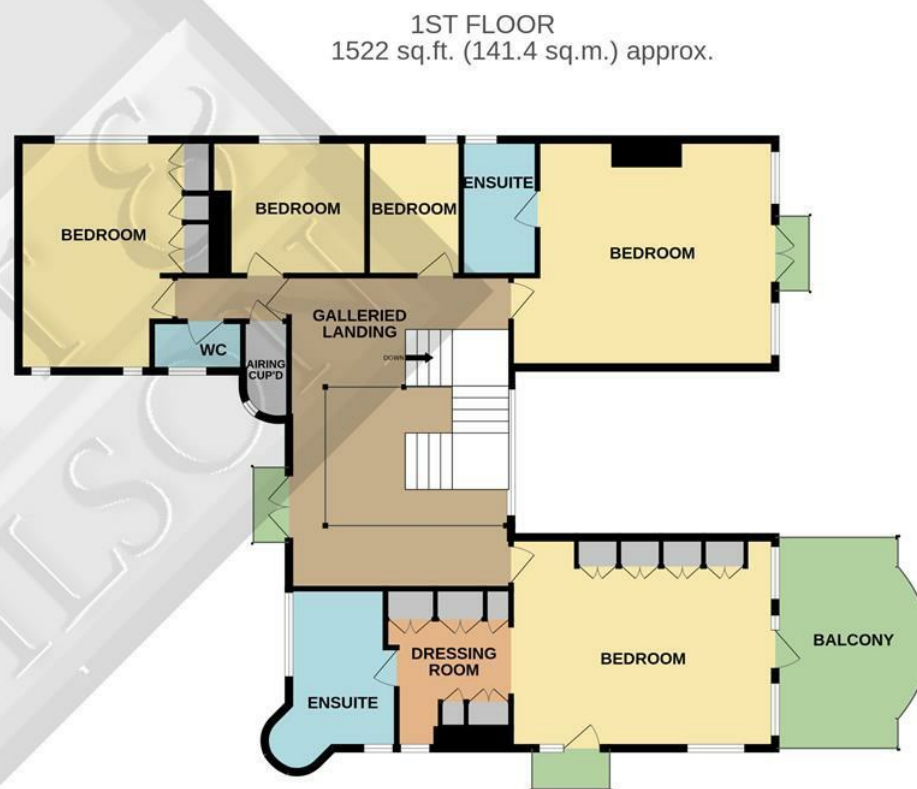 1ST FLOOR
1522 sq.ft. (141.4 sq.m.) approx.
ENSUITE
BEDROOM
BEDROOM
BEDROOM
BEDROOM
GALLERIED
LANDING
WC
DOWN
AIRING
CUP'D
DRESSING
ROOM
BEDROOM
BALCONY
ENSUITE